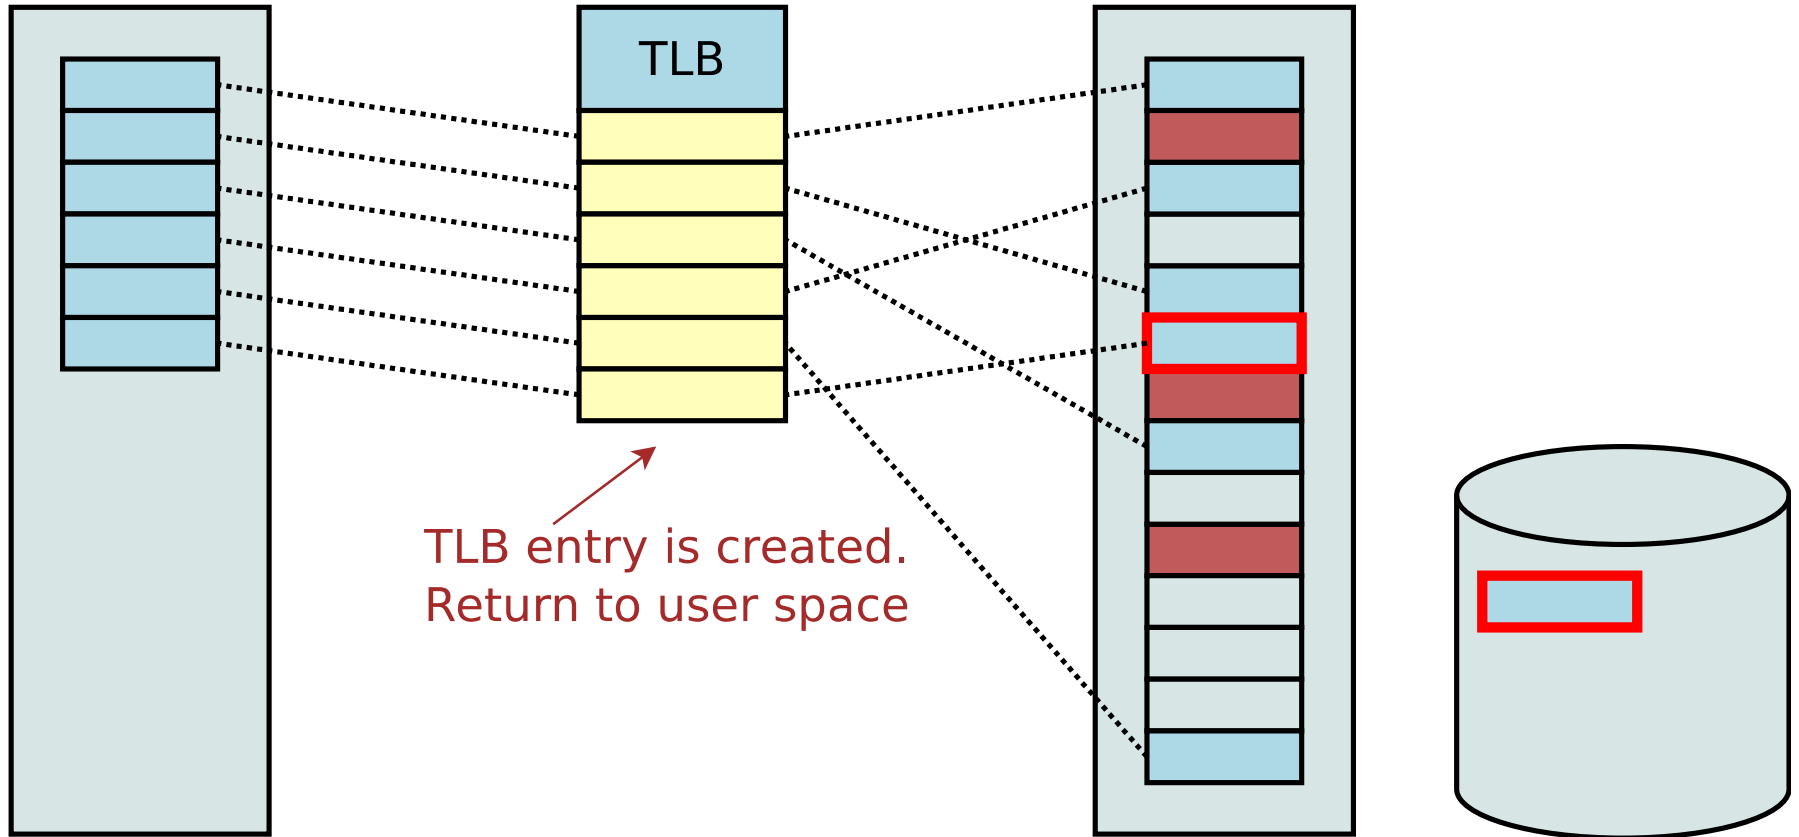 TLB
TLB entry is created.
Return to user space